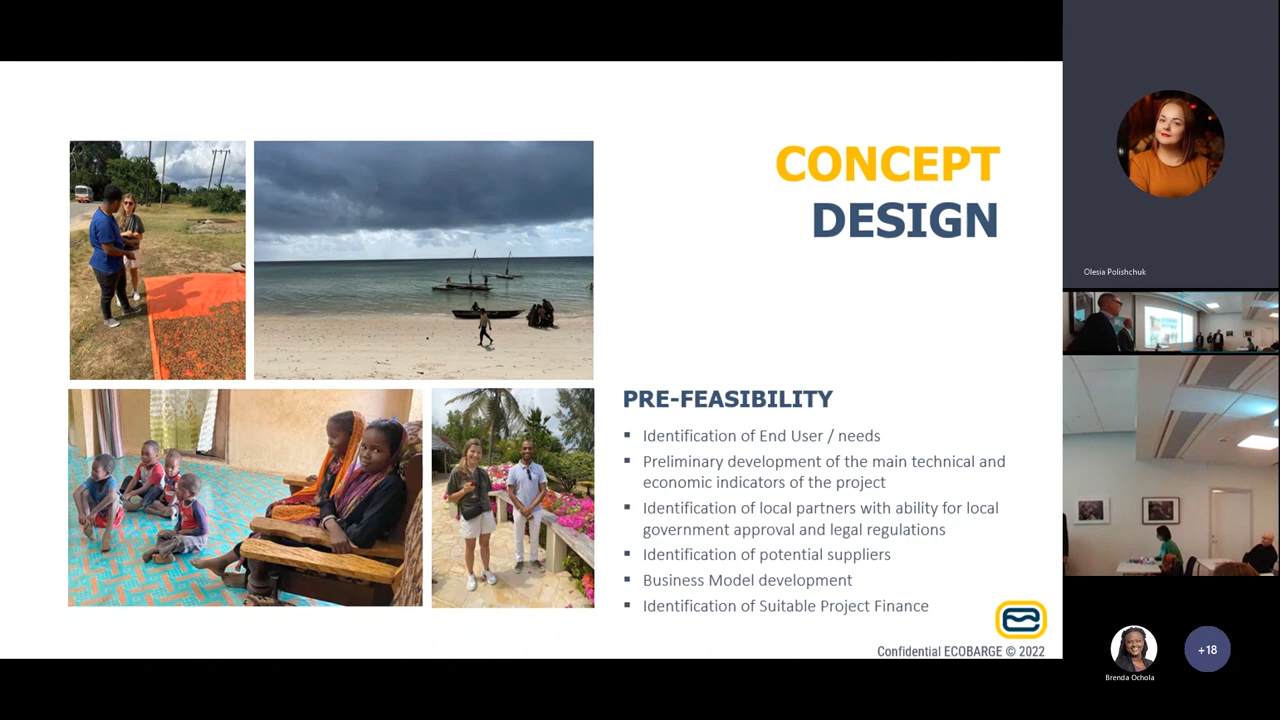 CONCEPT
DESIGN
PRE-FEASIBILITY
▪ Identification of End User / needs
▪ Preliminary development of the main technical and
economic indicators of the project
▪ Identification of local partners with ability for local
government approval and legal regulations
▪ Identification of potential suppliers
▪ Business Model development
▪ Identification of Suitable Project Finance
Confidential ECOBARGE © 2022
Olesia Polishchuk
Brenda Ochola
+18